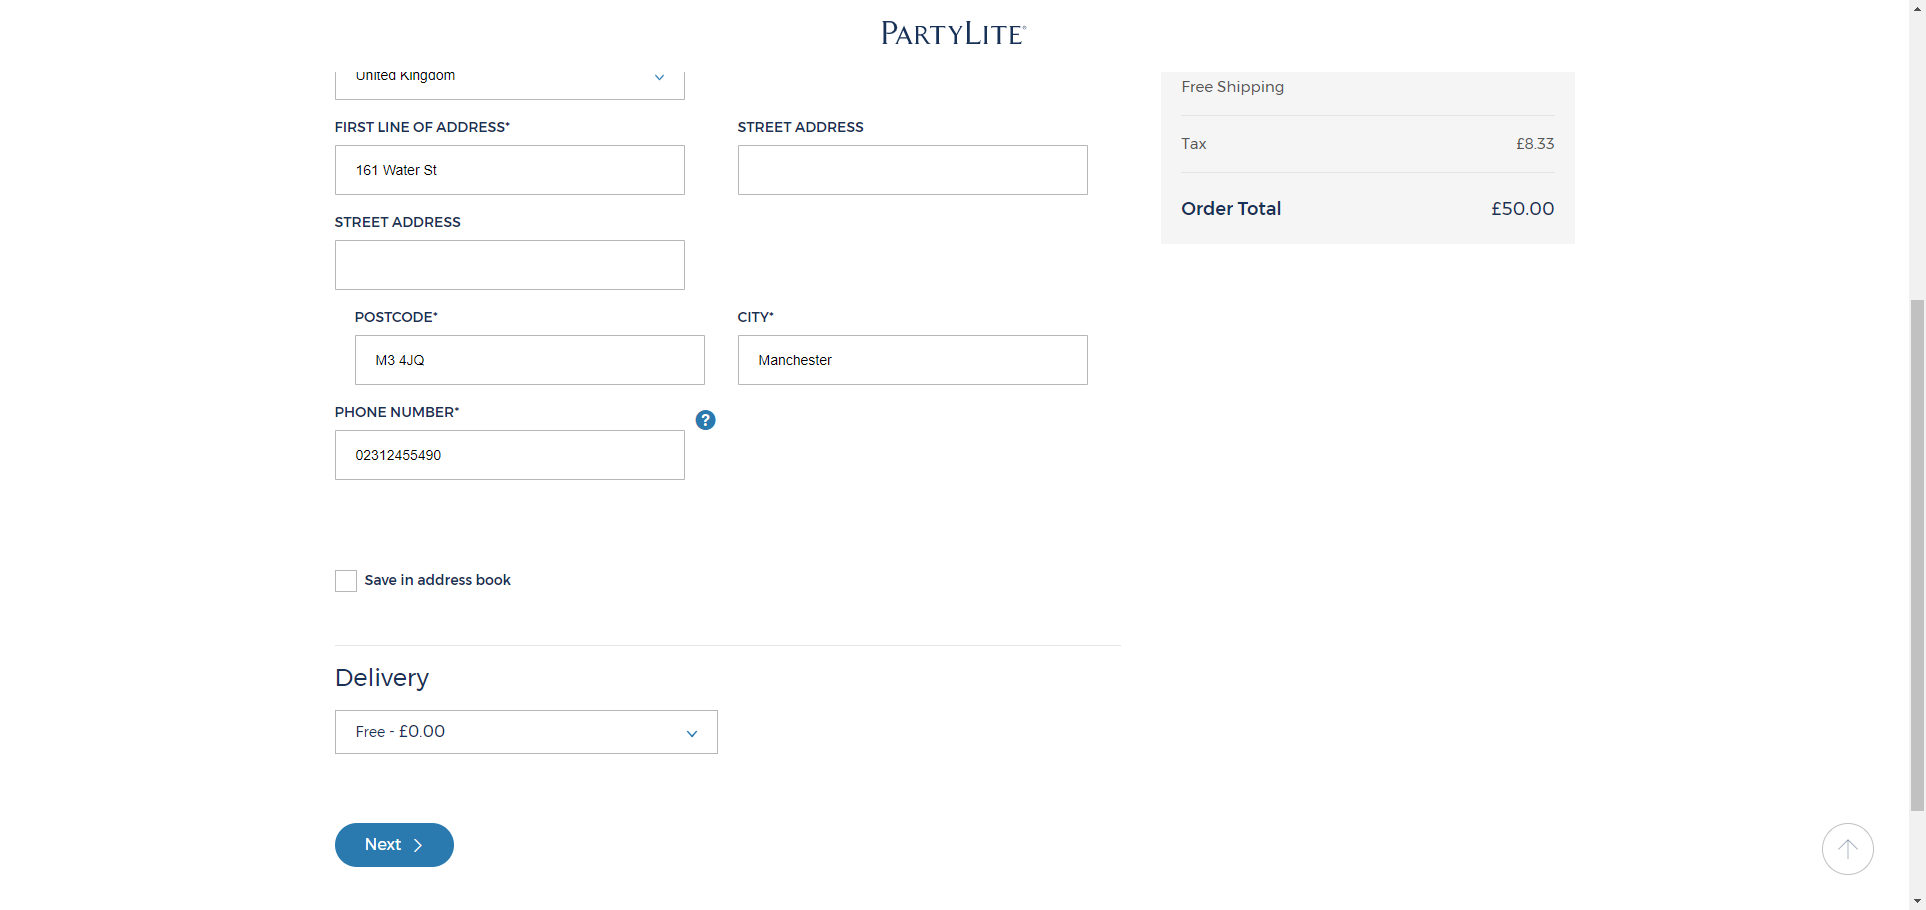 PARTYLITE®
United Kingdom
FIRST LINE OF ADDRESS*
161 Water St
STREET ADDRESS
STREET ADDRESS
POSTCODE*
M3 4JQ
CITY*
Manchester
PHONE NUMBER*
?
02312455490
Save in address book
Delivery
Free - £0.00
Next
Free Shipping
Tax £8.33
Order Total £50.00